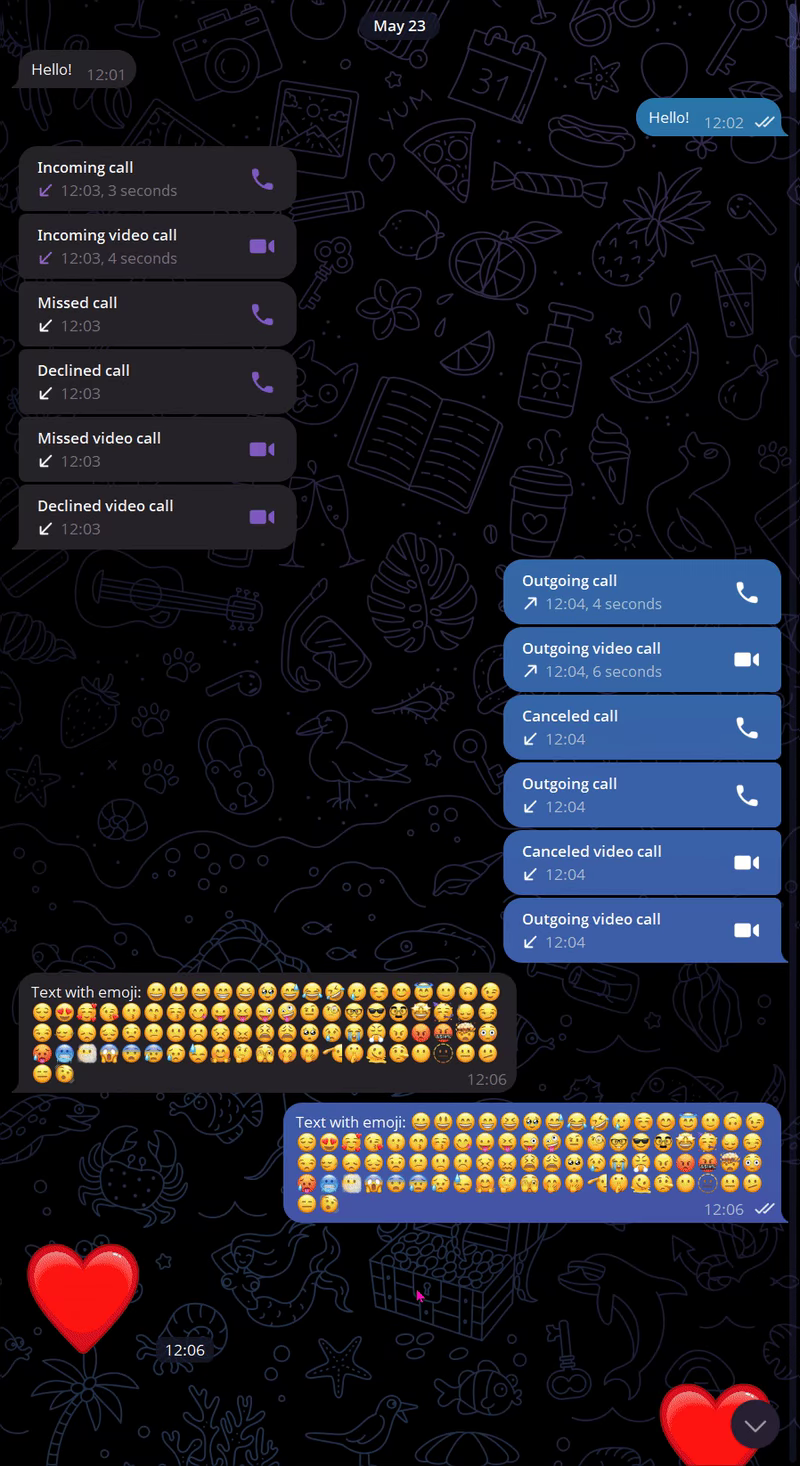 May 23
Hello! 12:01
Hello! 12:02
Incoming call
12:03, 3 seconds
Incoming video call
12:03, 4 seconds
Missed call
12:03
Declined call
12:03
Missed video call
12:03
Declined video call
12:03
Outgoing call
12:04, 4 seconds
Outgoing video call
12:04, 6 seconds
Canceled call
12:04
Outgoing call
12:04
Canceled video call
12:04
Outgoing video call
12:04
Text with emoji:
12:06
Text with emoji:
12:06
12:06
31
YUM